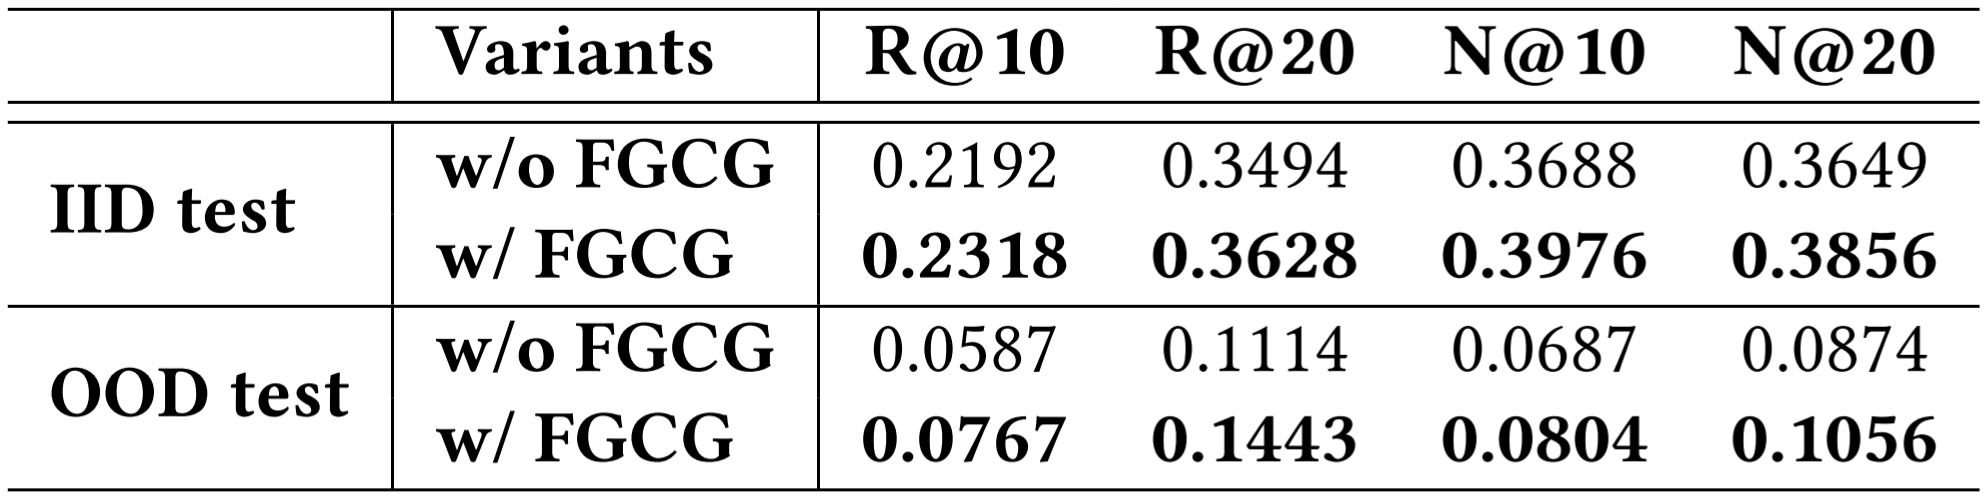 Variants R@10 R@20 N@10 N@20
IID test
w/o FGCG 0.2192 0.3494 0.3688 0.3649
w/ FGCG 0.2318 0.3628 0.3976 0.3856
OOD test
w/o FGCG 0.0587 0.1114 0.0687 0.0874
w/ FGCG 0.0767 0.1443 0.0804 0.1056